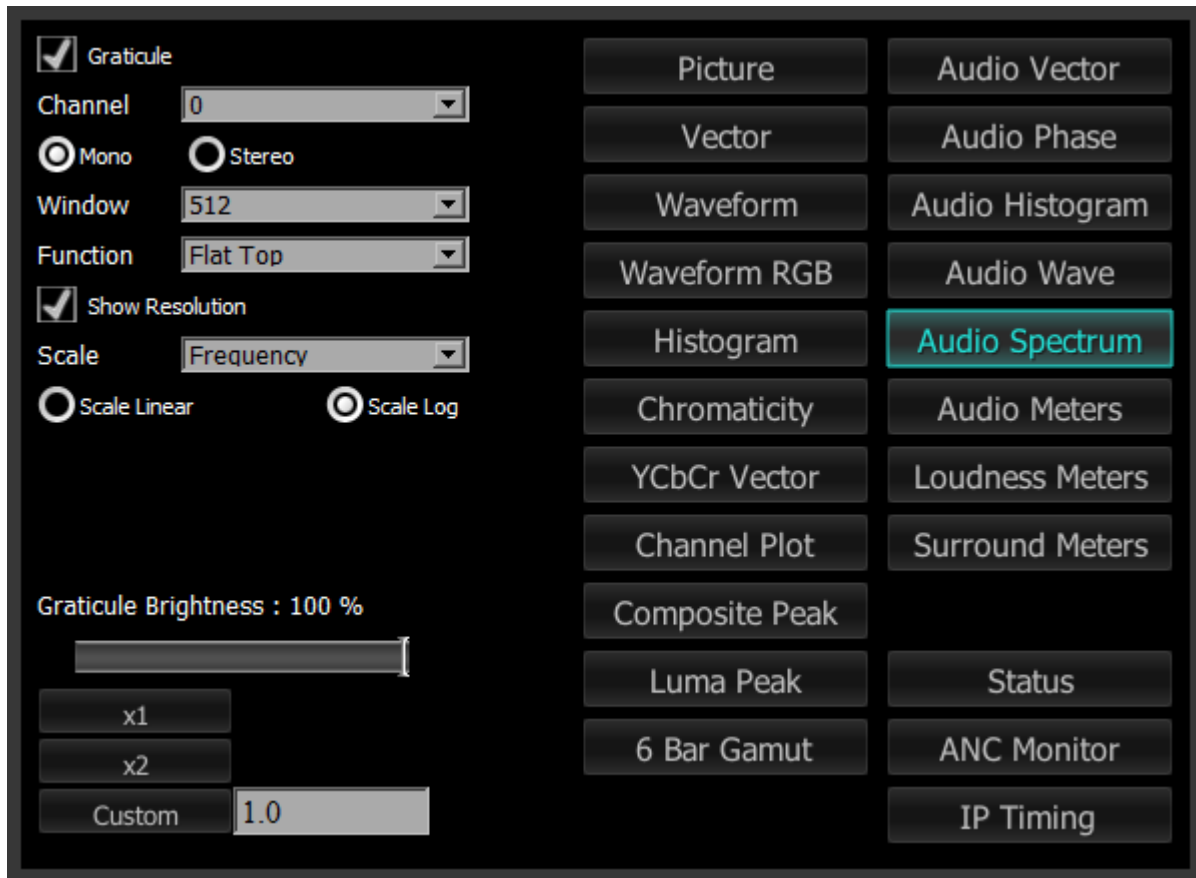 Graticule
Channel 0
Mono Stereo
Window 512
Function Flat Top
Show Resolution
Scale Frequency
Scale Linear Scale Log
Graticule Brightness : 100 %
x1
x2
Custom 1.0
Picture
Vector
Waveform
Waveform RGB
Histogram
Chromaticity
YCbCr Vector
Channel Plot
Composite Peak
Luma Peak
6 Bar Gamut
Audio Vector
Audio Phase
Audio Histogram
Audio Wave
Audio Spectrum
Audio Meters
Loudness Meters
Surround Meters
Status
ANC Monitor
IP Timing